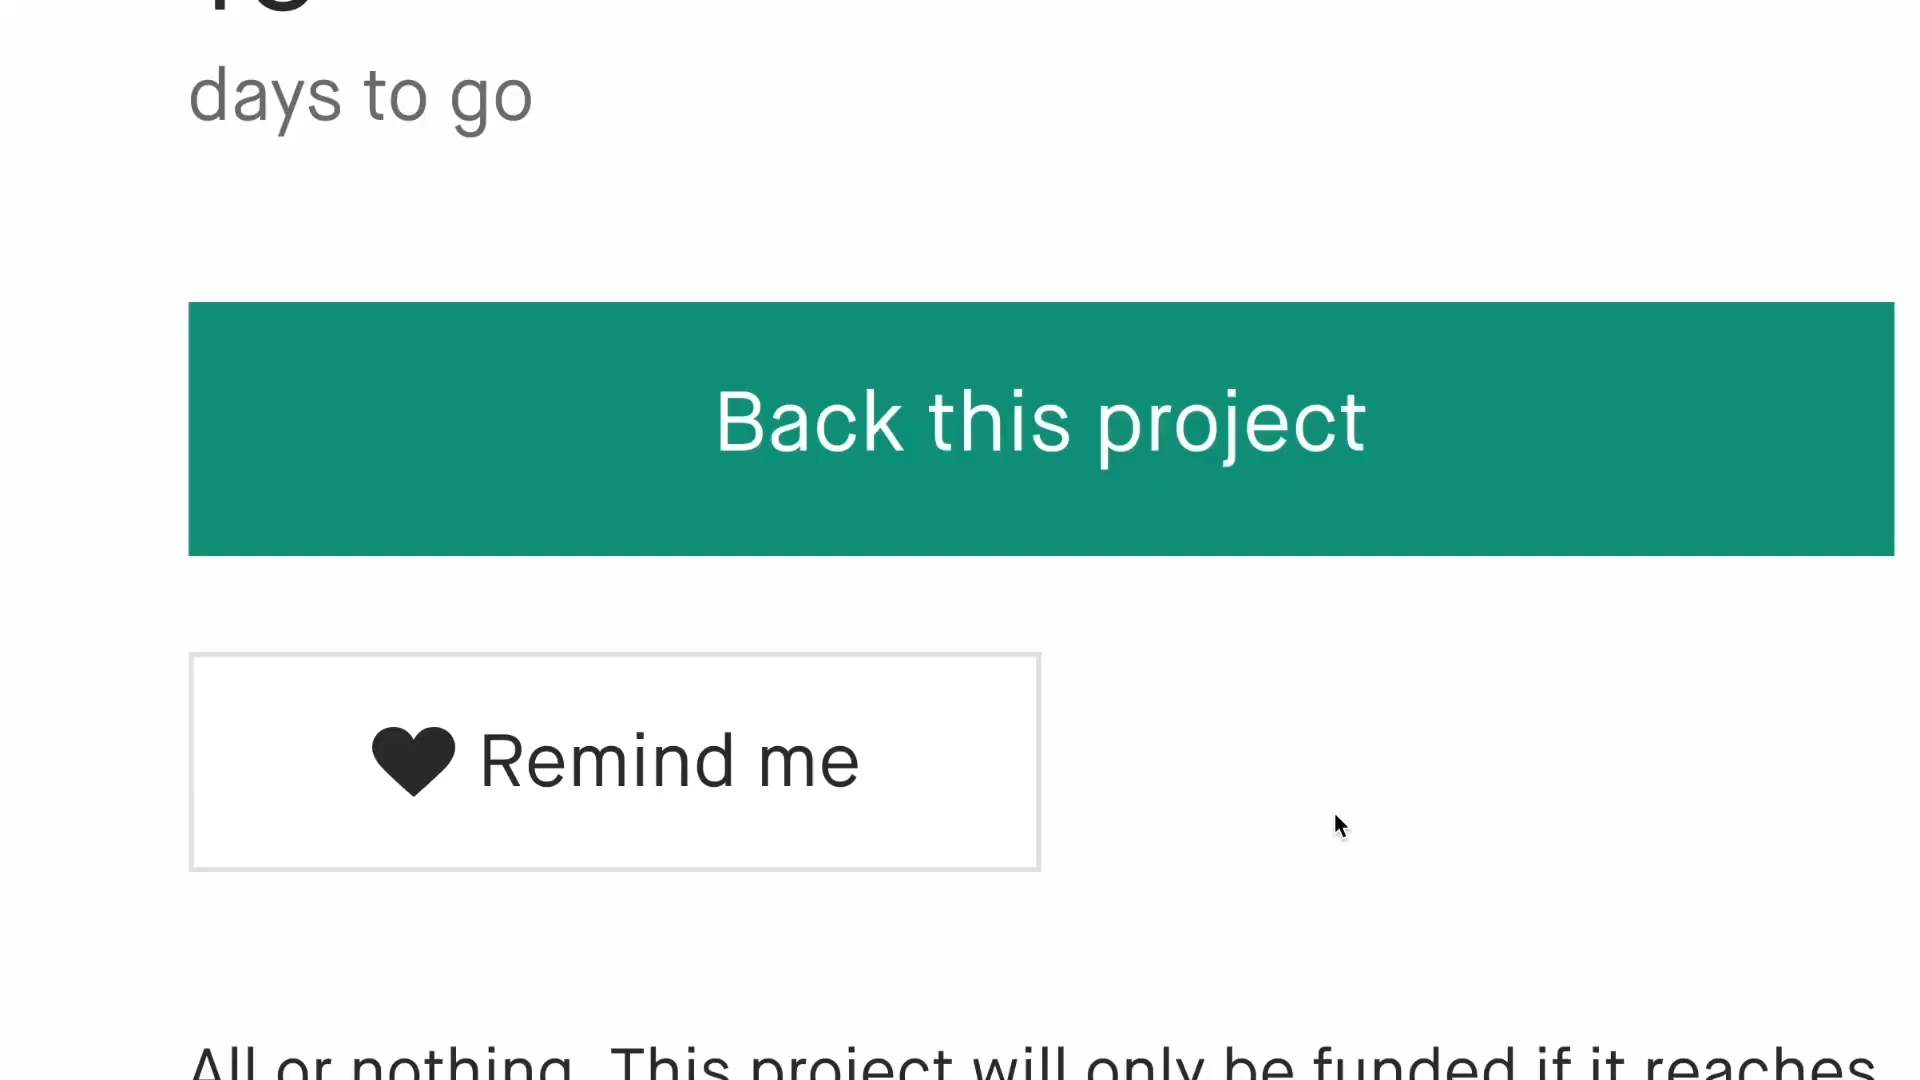 days to go
Back this project
Remind me
All or nothing. This project will only be funded if it reaches